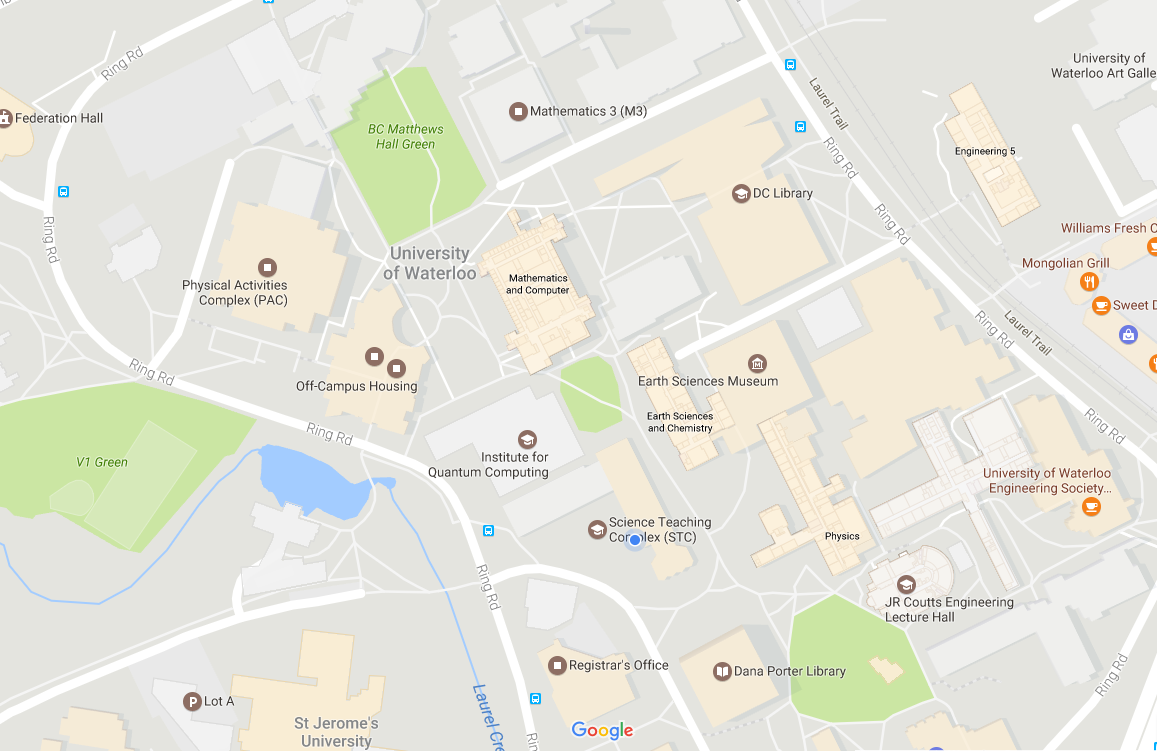 Ring Rd
University of
Waterloo Art Galle
Laurel Trail
Federation Hall
Mathematics 3 (M3)
BC Matthews
Hall Green
Ring Rd
Engineering 5
DC Library
Ring Rd
Ring Rd
Williams Fresh C
University
of Waterloo
Mongolian Grill
Physical Activities
Complex (PAC)
Mathematics
and Computer
Sweet D
Ring Rd
Laurel Trail
Ring Rd
Off-Campus Housing
Earth Sciences Museum
Earth Sciences
and Chemistry
Ring Rd
Ring Rd
V1 Green
Institute for
Quantum Computing
University of Waterloo
Engineering Society...
Science Teaching
Complex (STC)
Physics
Ring Rd
JR Coutts Engineering
Lecture Hall
Registrar's Office
Dana Porter Library
Ring Rd
P
Lot A
Laurel Cre
St Jerome's
University
Google
Rin